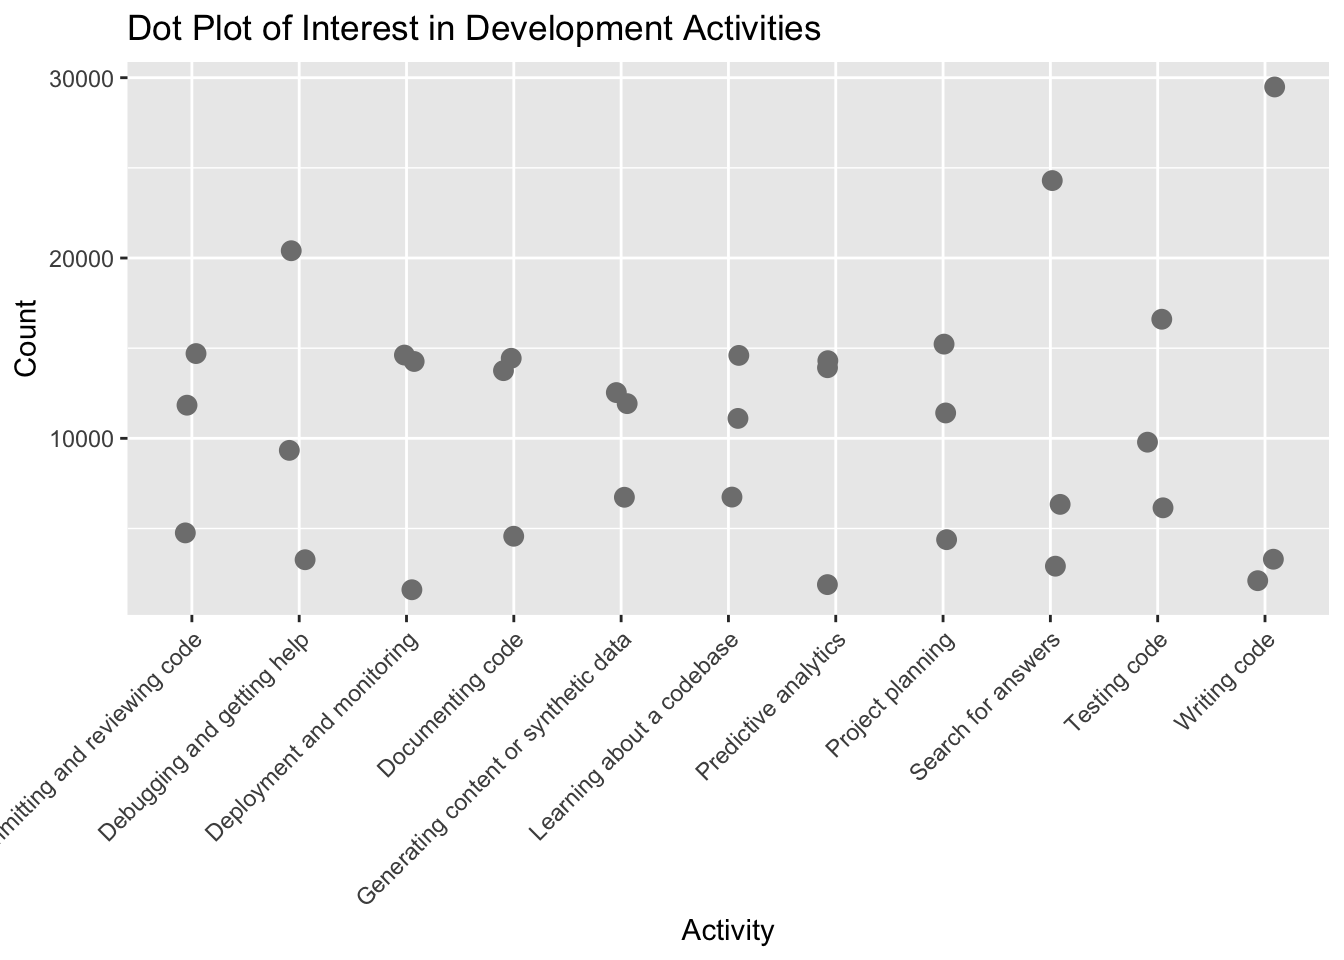 Dot Plot of Interest in Development Activities
30000
20000
10000
Count
and reviewing code
Debugging and getting help
Deployment and monitoring
Documenting code
Generating content or synthetic data
Learning about a codebase
Predictive analytics
Project planning
Search for answers
Testing code
Writing code
Activity